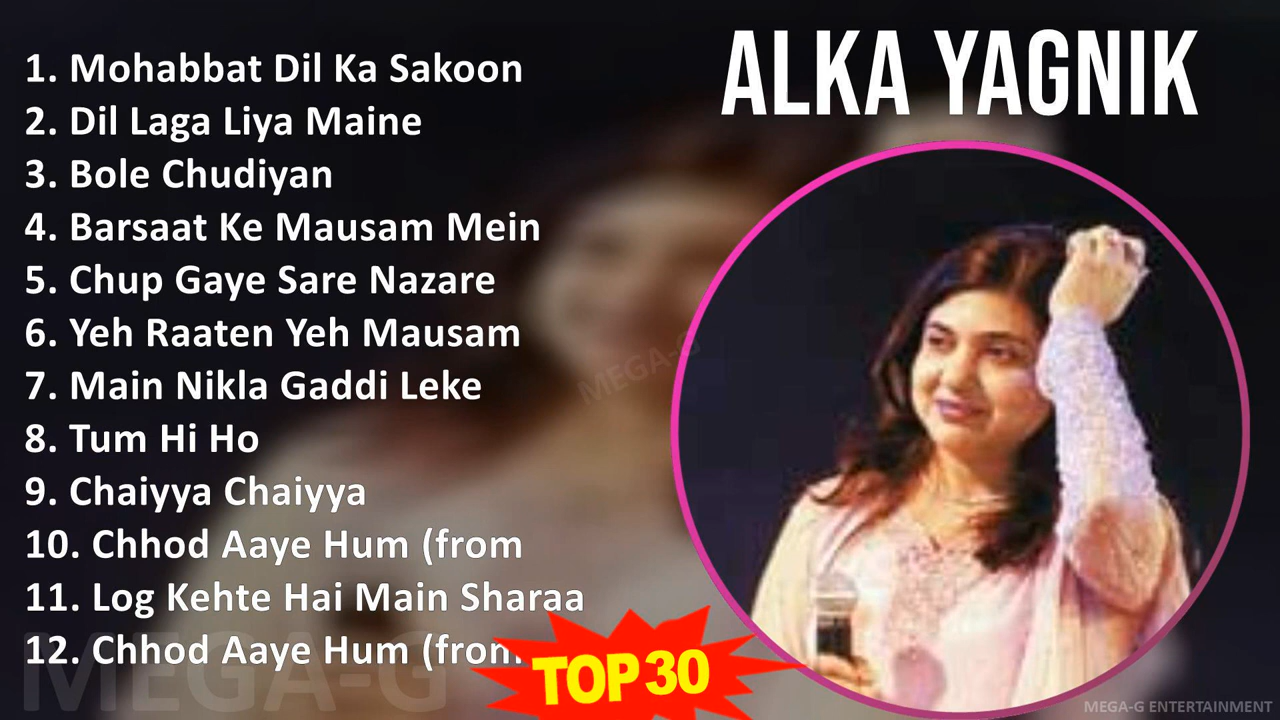 ALKA YAGNIK
1. Mohabbat Dil Ka Sakoon
2. Dil Laga Liya Maine
3. Bole Chudiyan
4. Barsaat Ke Mausam Mein
5. Chup Gaye Sare Nazare
6. Yeh Raaten Yeh Mausam
7. Main Nikla Gaddi Leke
8. Tum Hi Ho
9. Chaiyya Chaiyya
10. Chhod Aaye Hum (from
11. Log Kehte Hai Main Sharaa
12. Chhod Aaye Hum (from
TOP 30
MEGA-G
MEGA-G
MEGA-G ENTERTAINMENT